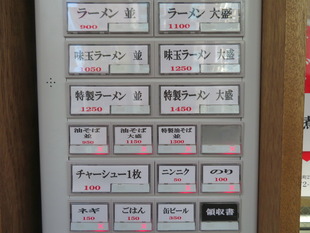 ラーメン 並
900
ラーメン 大盛
1100
味玉ラーメン 並
050
味玉ラーメン 大盛
1250
特製ラーメン 並
1250
特製ラーメン 大盛
1450
油そば
並
950
油そば
大盛
1150
特製油そば
並
1300
チャーシュー1枚
100
ニンニク
50
のり
100
ネギ
150
ごはん
150
缶ビール
350
領収書